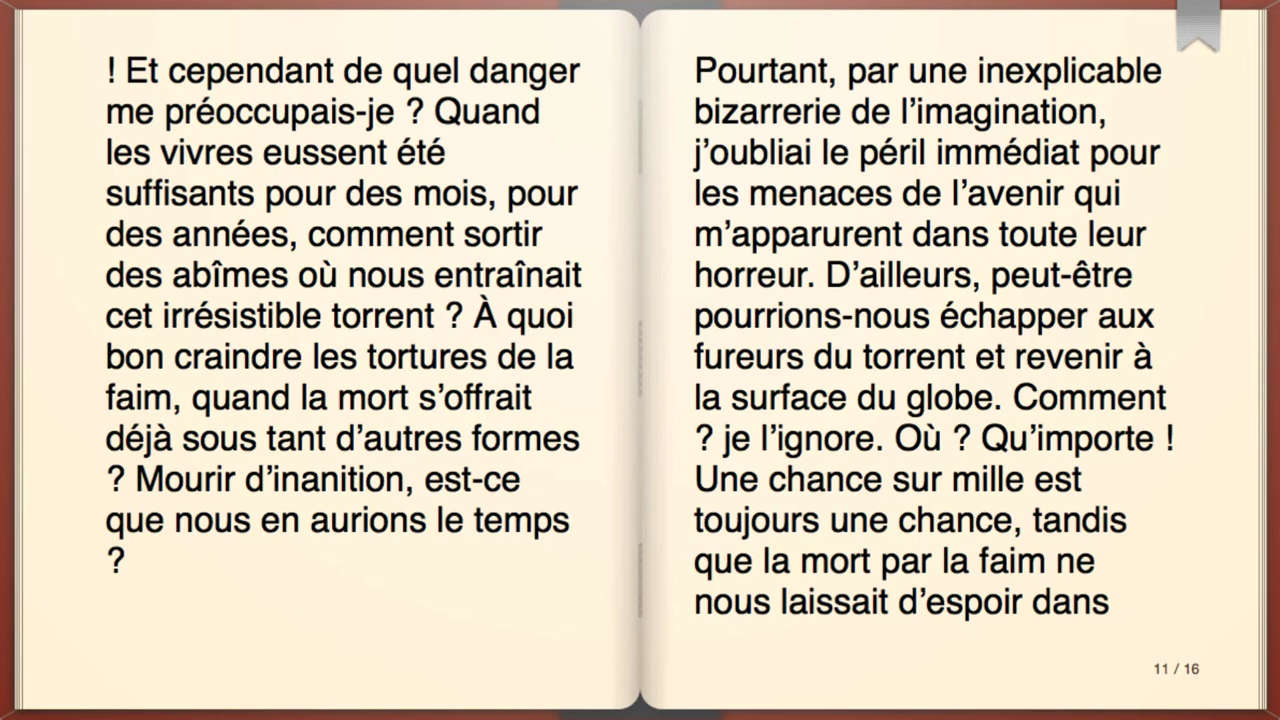 ! Et cependant de quel danger
me préoccupais-je ? Quand
les vivres eussent été
suffisants pour des mois, pour
des années, comment sortir
des abîmes où nous entraînait
cet irrésistible torrent ? À quoi
bon craindre les tortures de la
faim, quand la mort s’offrait
déjà sous tant d’autres formes
? Mourir d’inanition, est-ce
que nous en aurions le temps
?
Pourtant, par une inexplicable
bizarrerie de l’imagination,
j’oubliai le péril immédiat pour
les menaces de l’avenir qui
m’apparurent dans toute leur
horreur. D’ailleurs, peut-être
pourrions-nous échapper aux
fureurs du torrent et revenir à
la surface du globe. Comment
? je l’ignore. Où ? Qu’importe !
Une chance sur mille est
toujours une chance, tandis
que la mort par la faim ne
nous laissait d’espoir dans
11 / 16